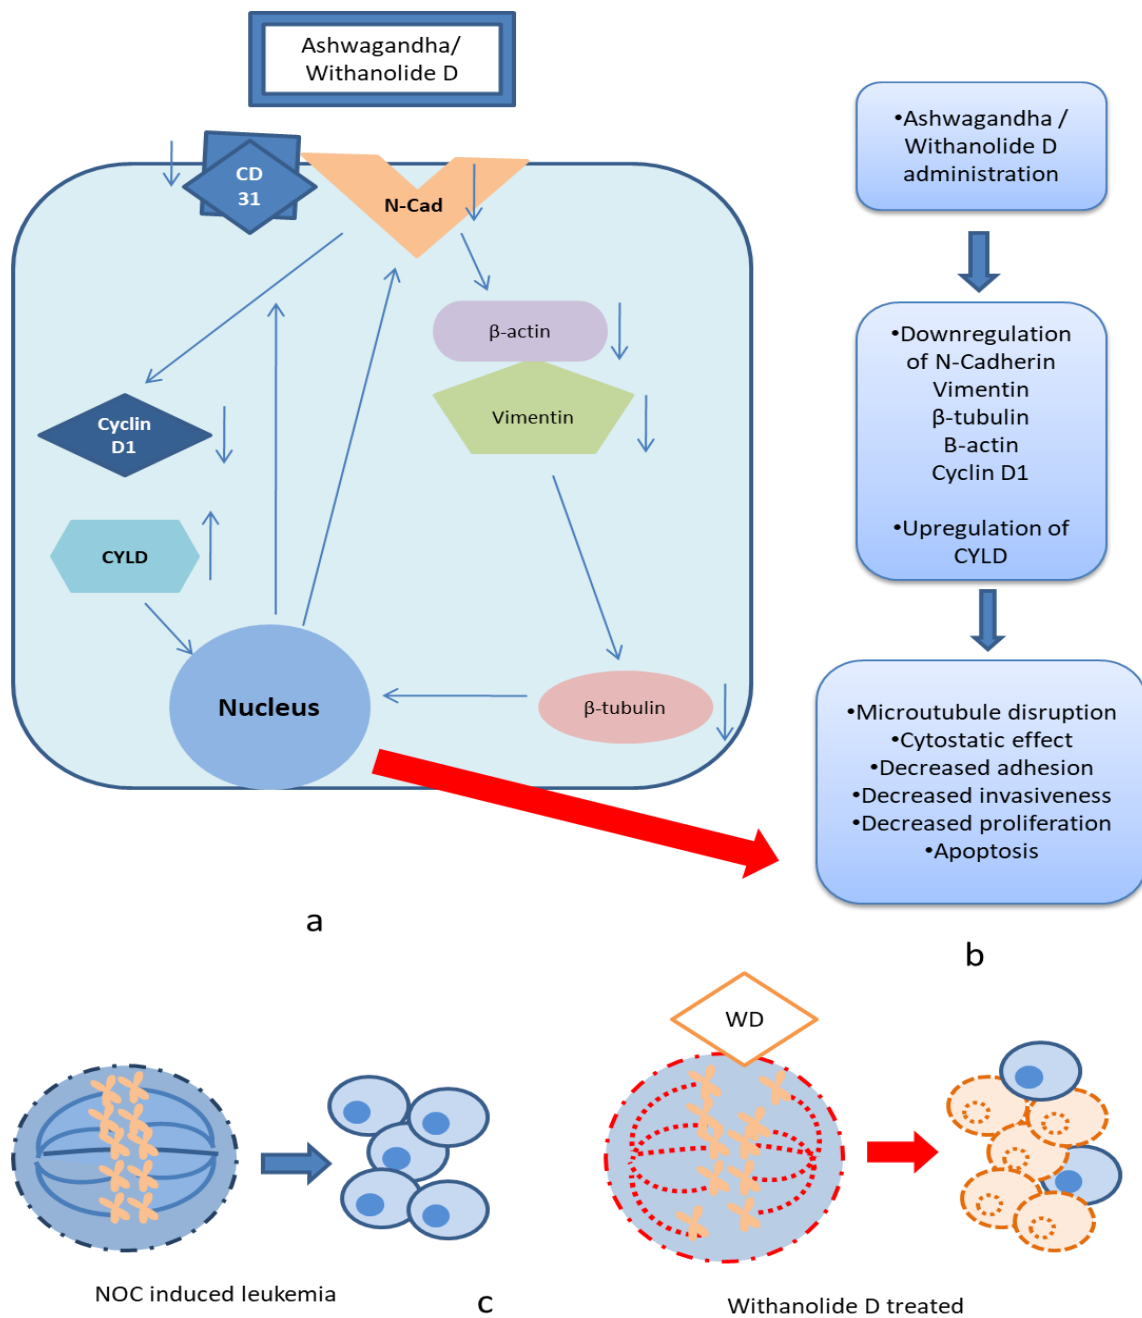 Ashwagandha/
Withanolide D
CD
31
N-Cad
β-actin
Vimentin
Cyclin
D1
CYLD
Nucleus
β-tubulin
a
•Ashwagandha /
Withanolide D
administration
•Downregulation
of N-Cadherin
Vimentin
β-tubulin
B-actin
Cyclin D1
•Upregulation of
CYLD
•Microutubule disruption
•Cytostatic effect
•Decreased adhesion
•Decreased invasiveness
•Decreased proliferation
•Apoptosis
b
WD
NOC induced leukemia
c
Withanolide D treated